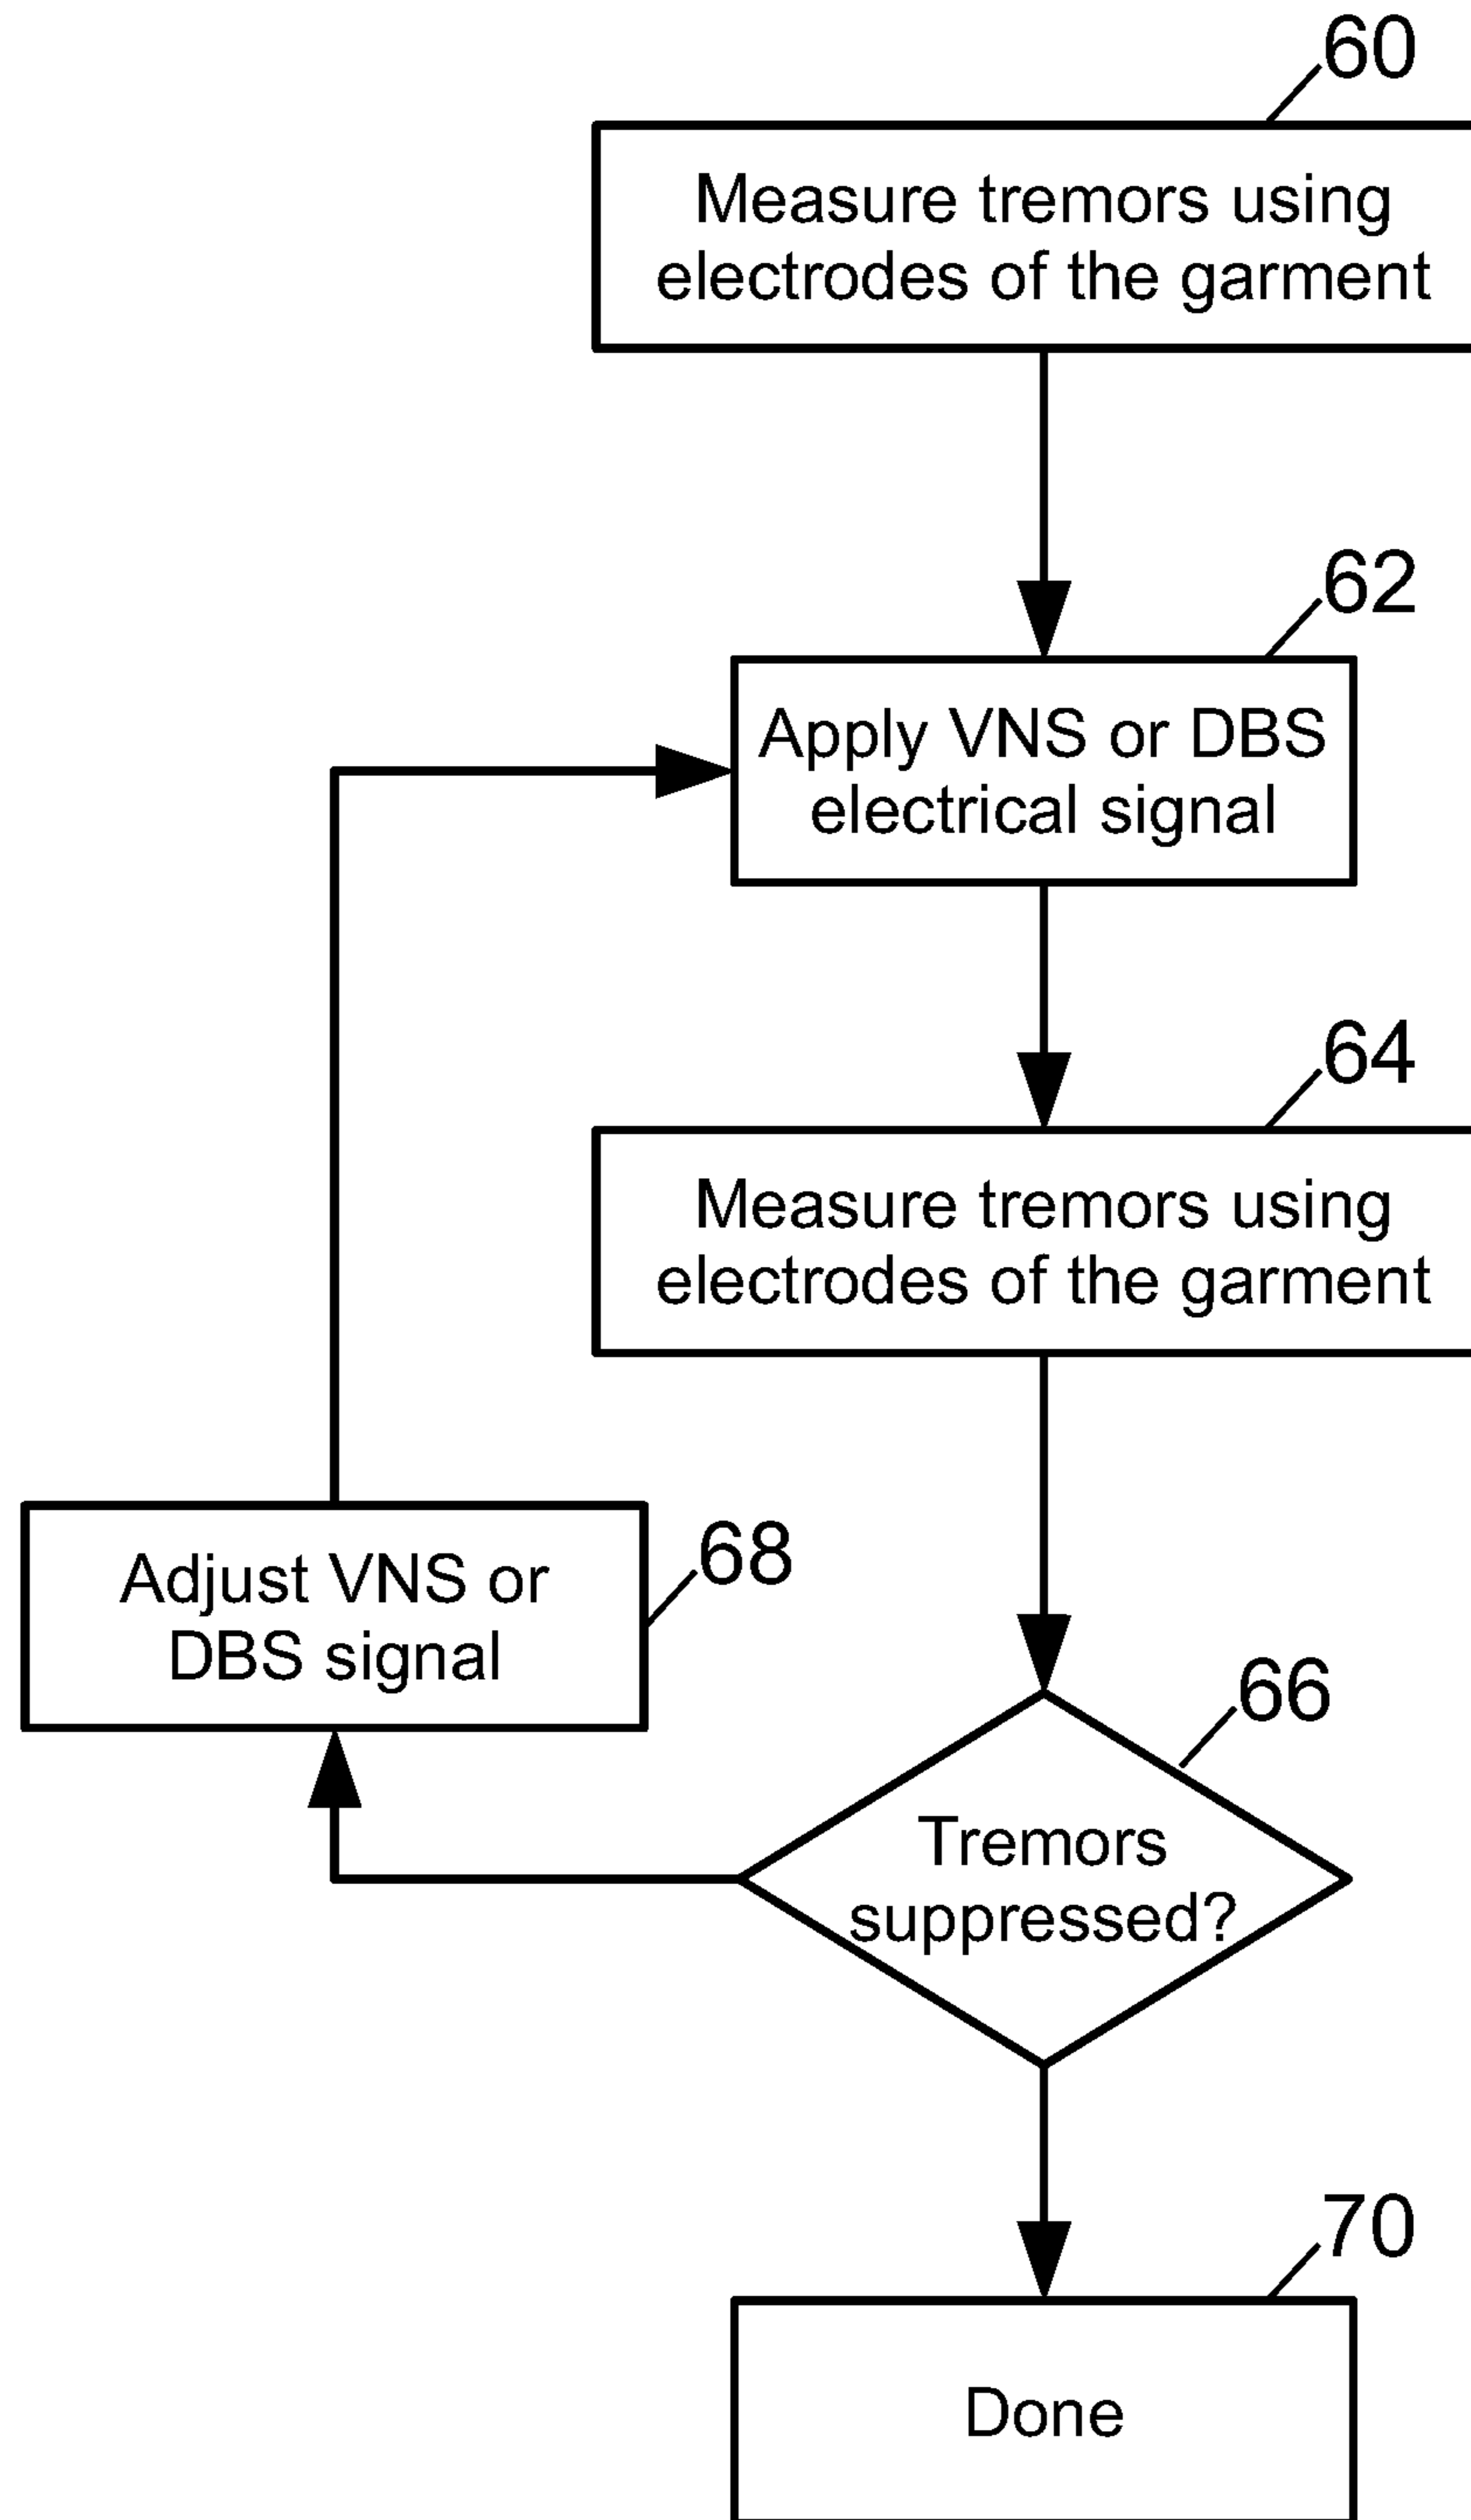 60
Measure tremors using
electrodes of the garment
62
Apply VNS or DBS
electrical signal
64
Measure tremors using
electrodes of the garment
68
Adjust VNS or
DBS signal
66
Tremors
suppressed?
70
Done